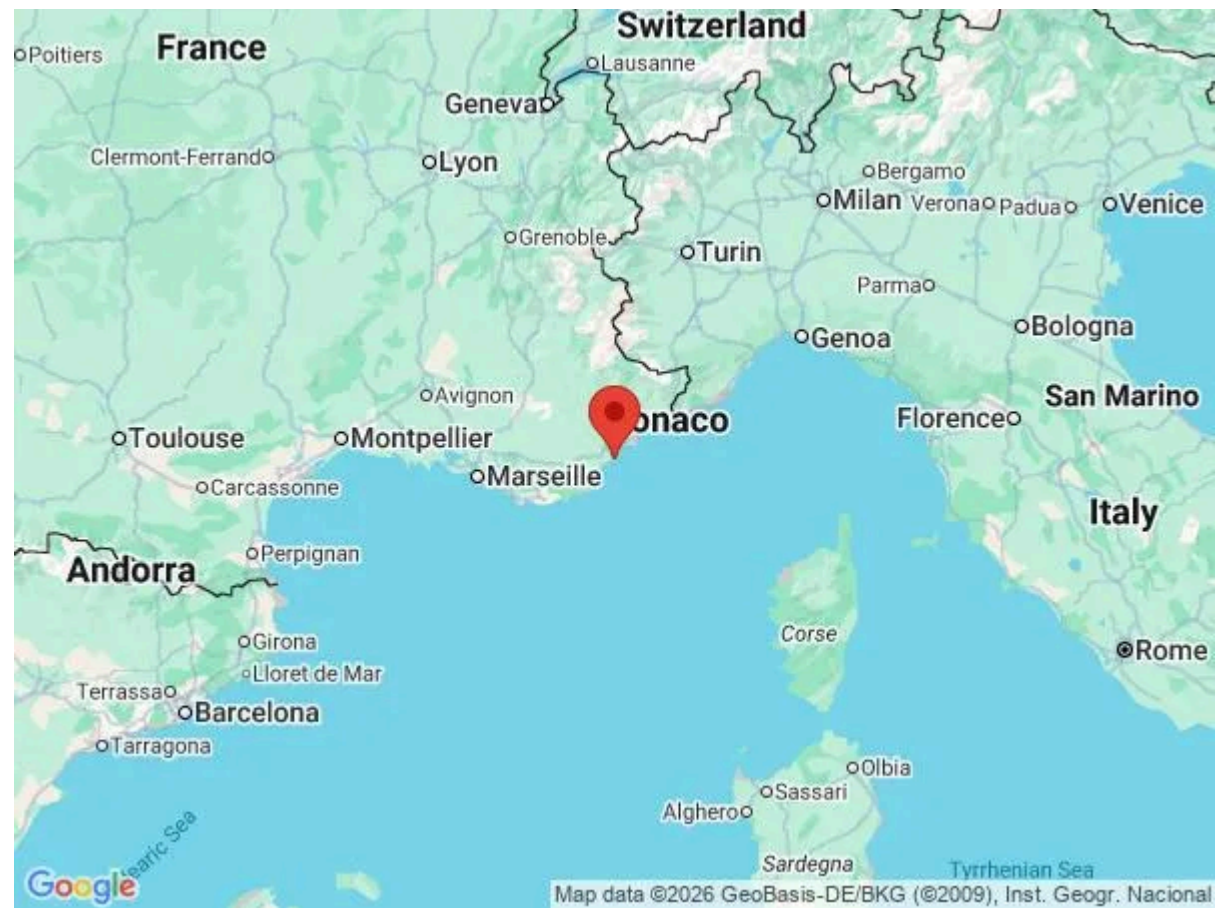 Switzerland
France
Poitiers
Lausanne
Geneva
Clermont-Ferrand
Lyon
Bergamo
Milan
Verona
Padua
Venice
Grenoble
Turin
Parma
Bologna
Genoa
Avignon
San Marino
onaco
Florence
Toulouse
Montpellier
Marseille
Carcassonne
Italy
Perpignan
Andorra
Corse
Girona
Rome
Lloret de Mar
Terrassa
Barcelona
Tarragona
Olbia
Sassari
Alghero
earic Sea
Sardegna
Tyrrhenian Sea
Google
Map data ©2026 GeoBasis-DE/BKG (©2009), Inst. Geogr. Nacional